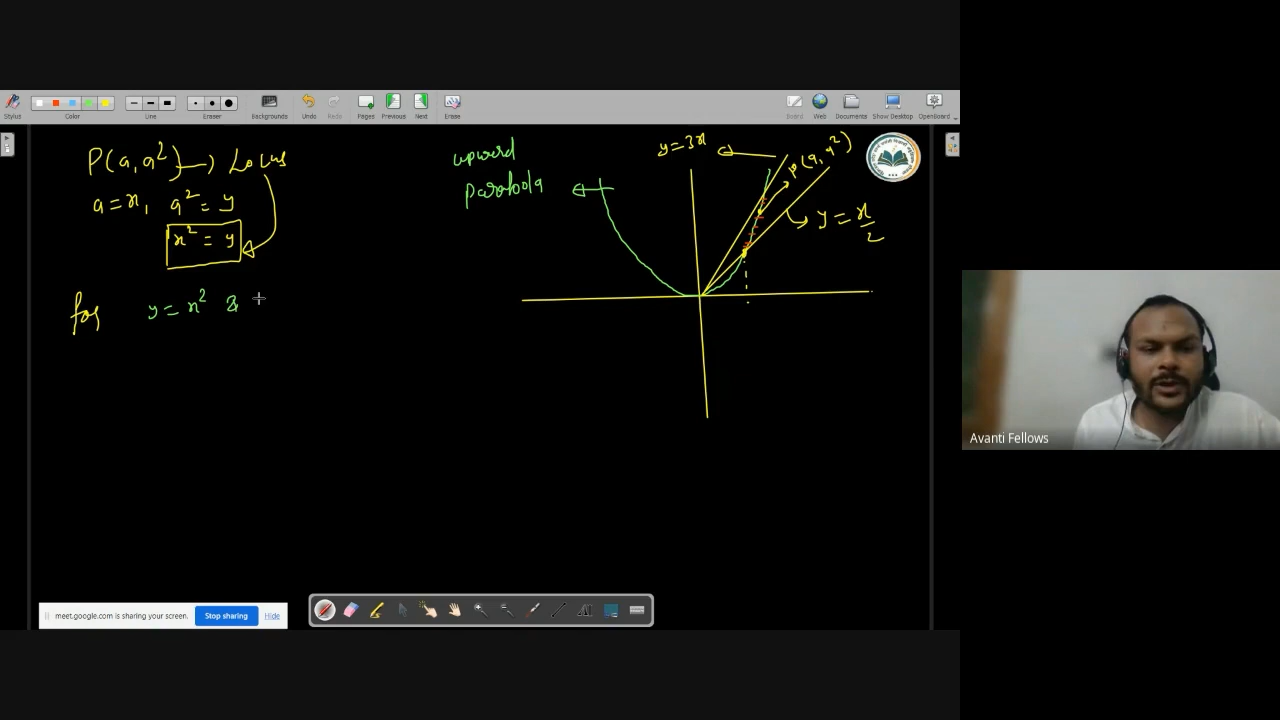 Stylus
Color
Line
Eraser
Backgrounds
Undo
Redo
Pages
Previous
Next
Erase
Board
Web
Documents
Show Desktop
OpenBoard
P(a, a²) → Locus
a = x, a² = y
x² = y
for y = x² &
upward
parabola
y = 3x
P(a, a²)
y = x/2
Avanti Fellows
meet.google.com is sharing your screen.
Stop sharing
Hide